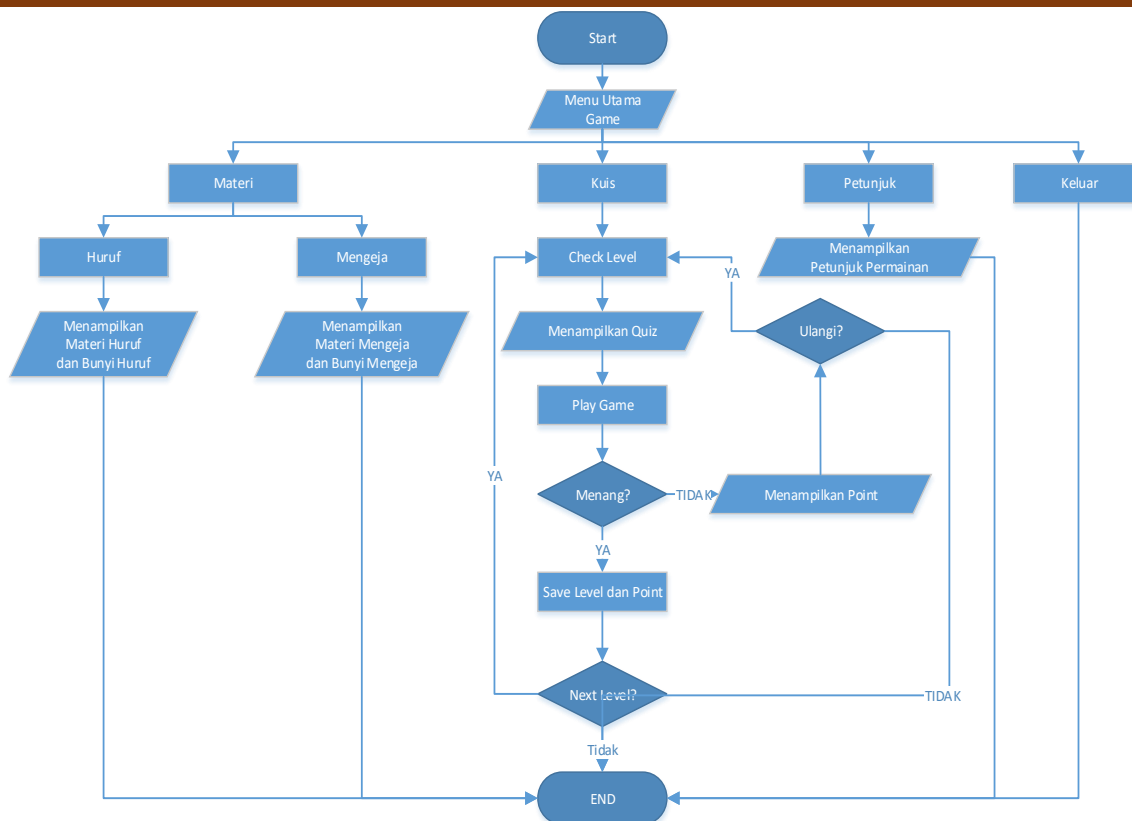 Start
Menu Utama
Game
Materi
Kuis
Petunjuk
Keluar
Huruf
Mengeja
Check Level
Menampilkan
Petunjuk Permainan
YA
Menampilkan
Materi Huruf
dan Bunyi Huruf
Menampilkan
Materi Mengeja
dan Bunyi Mengeja
Menampilkan Quiz
Ulangi?
Play Game
YA
Menang?
TIDAK
Menampilkan Point
YA
Save Level dan Point
Next Level?
TIDAK
Tidak
END